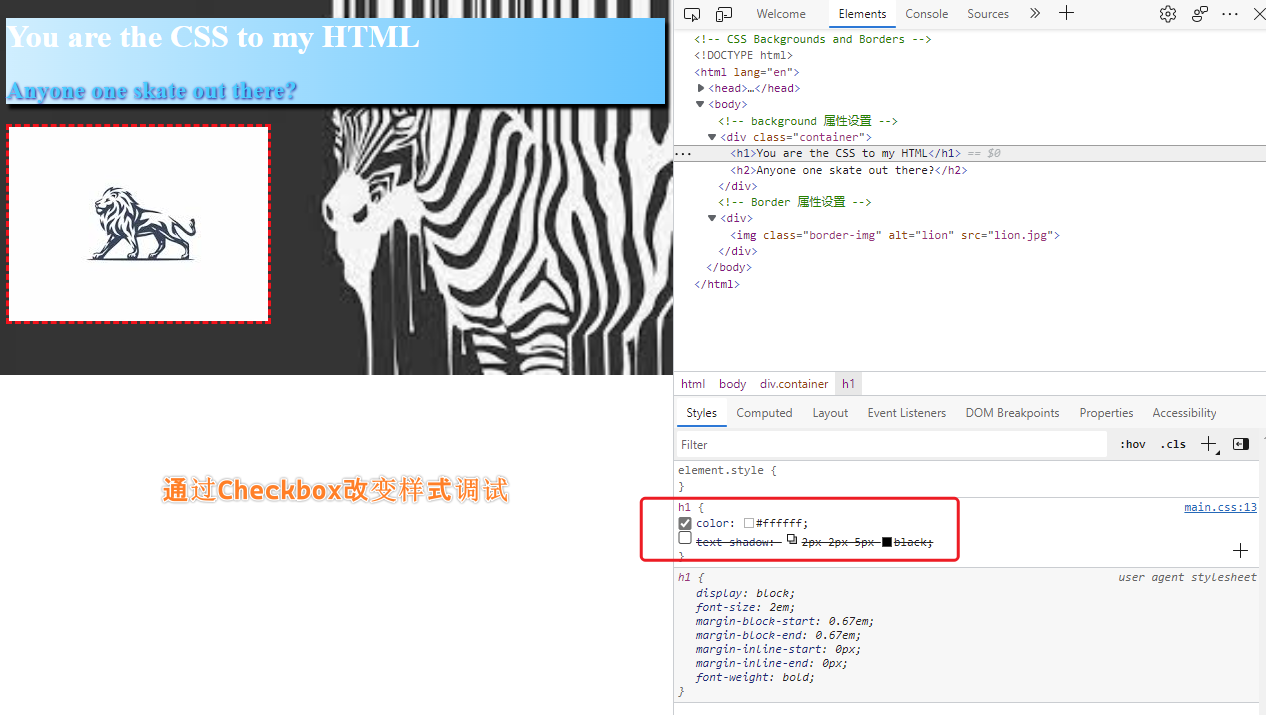 You are the CSS to my HTML
Anyone one skate out there?
通过Checkbox改变样式调试
Welcome Elements Console Sources
<!-- CSS Backgrounds and Borders -->
<!DOCTYPE html>
<html lang="en">
<head>…</head>
<body>
<!-- background 属性设置 -->
<div class="container">
··· <h1>You are the CSS to my HTML</h1> == $0
<h2>Anyone one skate out there?</h2>
</div>
<!-- Border 属性设置 -->
<div>
<img class="border-img" alt="lion" src="lion.jpg">
</div>
</body>
</html>
html body div.container h1
Styles Computed Layout Event Listeners DOM Breakpoints Properties Accessibility
Filter :hov .cls
element.style {
}
h1 { main.css:13
color: #ffffff;
text-shadow: 2px 2px 5px black;
}
h1 { user agent stylesheet
display: block;
font-size: 2em;
margin-block-start: 0.67em;
margin-block-end: 0.67em;
margin-inline-start: 0px;
margin-inline-end: 0px;
font-weight: bold;
}